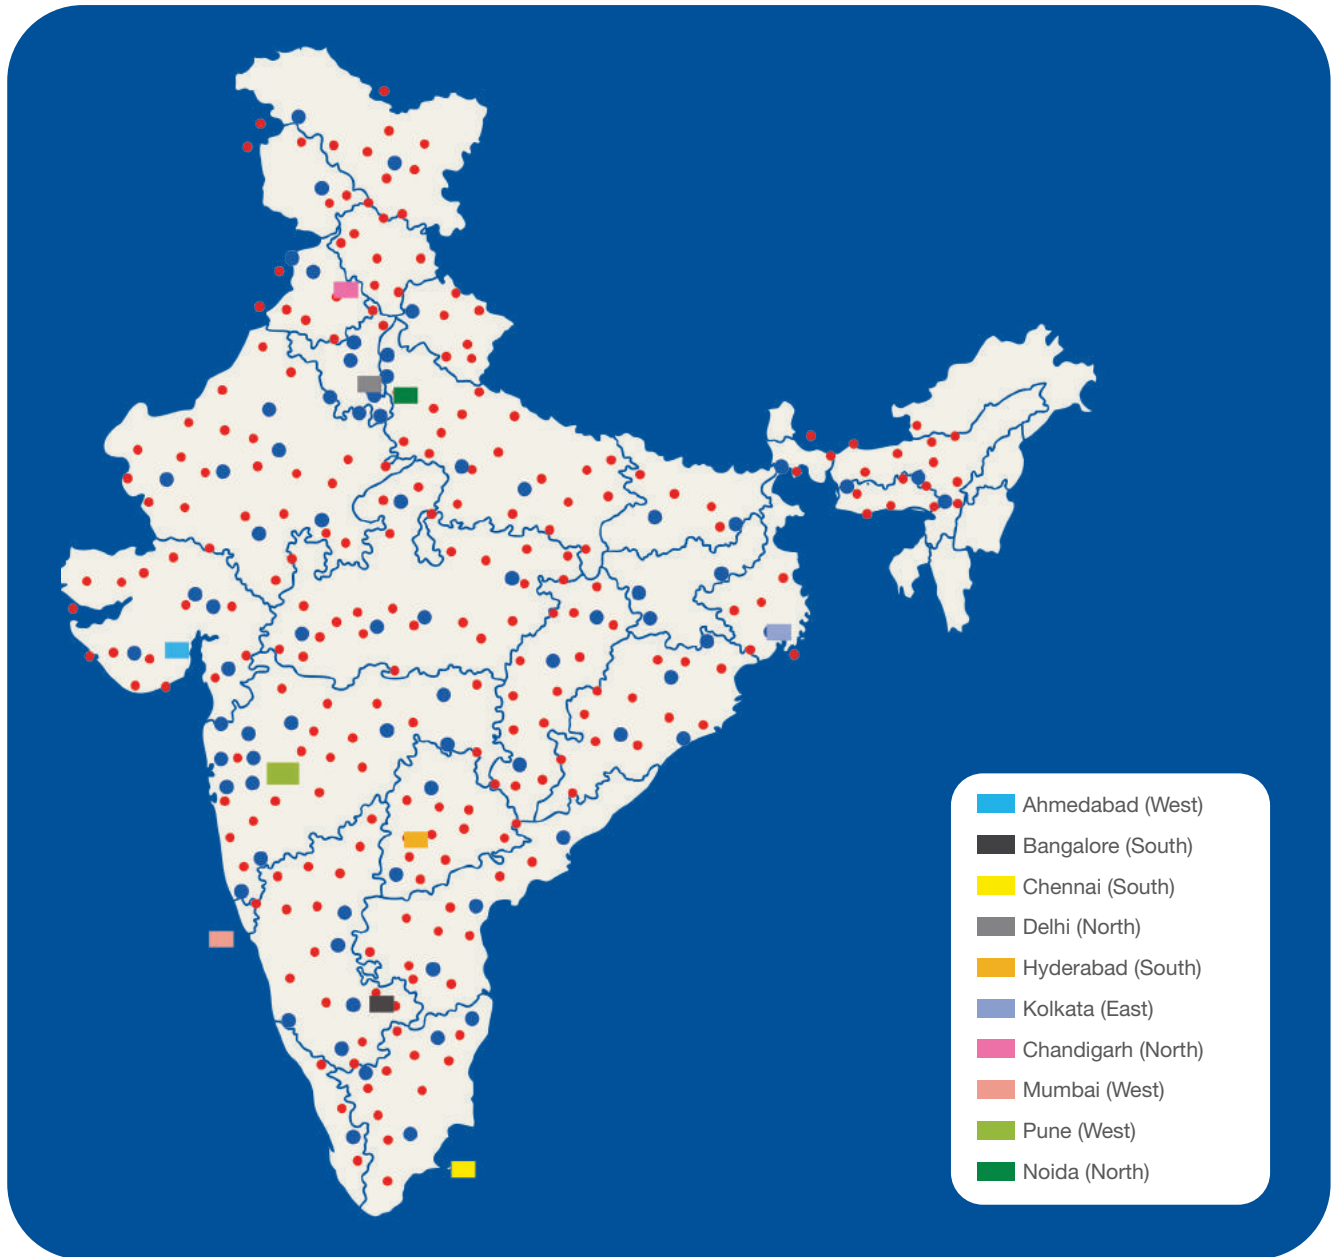 Ahmedabad (West)
Bangalore (South)
Chennai (South)
Delhi (North)
Hyderabad (South)
Kolkata (East)
Chandigarh (North)
Mumbai (West)
Pune (West)
Noida (North)